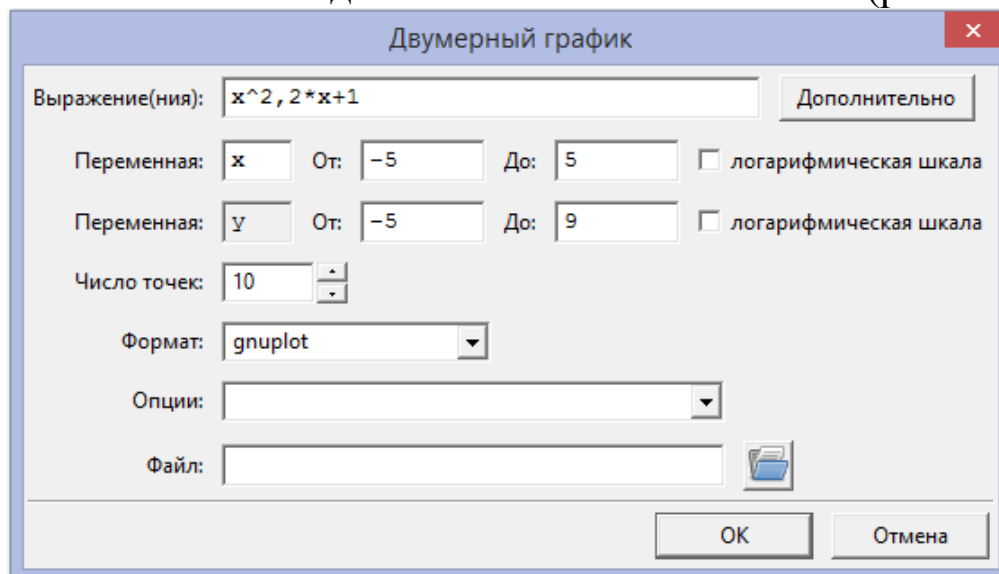 Двумерный график
Выражение(ния): x^2,2*x+1 Дополнительно
Переменная: x От: -5 До: 5 логарифмическая шкала
Переменная: y От: -5 До: 9 логарифмическая шкала
Число точек: 10
Формат: gnuplot
Опции:
Файл:
OK Отмена